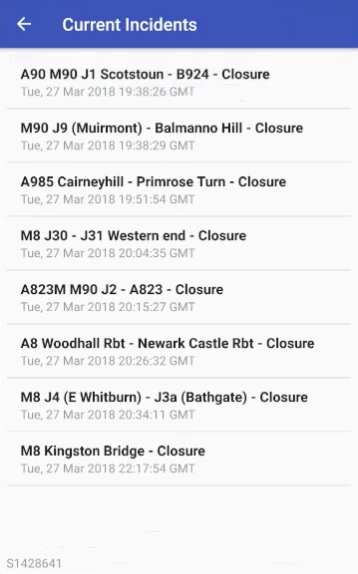 Current Incidents
A90 M90 J1 Scotstoun - B924 - Closure
Tue, 27 Mar 2018 19:38:26 GMT
M90 J9 (Muirmont) - Balmanno Hill - Closure
Tue, 27 Mar 2018 19:38:29 GMT
A985 Cairneyhill - Primrose Turn - Closure
Tue, 27 Mar 2018 19:51:54 GMT
M8 J30 - J31 Western end - Closure
Tue, 27 Mar 2018 20:04:35 GMT
A823M M90 J2 - A823 - Closure
Tue, 27 Mar 2018 20:15:27 GMT
A8 Woodhall Rbt - Newark Castle Rbt - Closure
Tue, 27 Mar 2018 20:26:32 GMT
M8 J4 (E Whitburn) - J3a (Bathgate) - Closure
Tue, 27 Mar 2018 20:34:11 GMT
M8 Kingston Bridge - Closure
Tue, 27 Mar 2018 22:17:54 GMT
S1428641